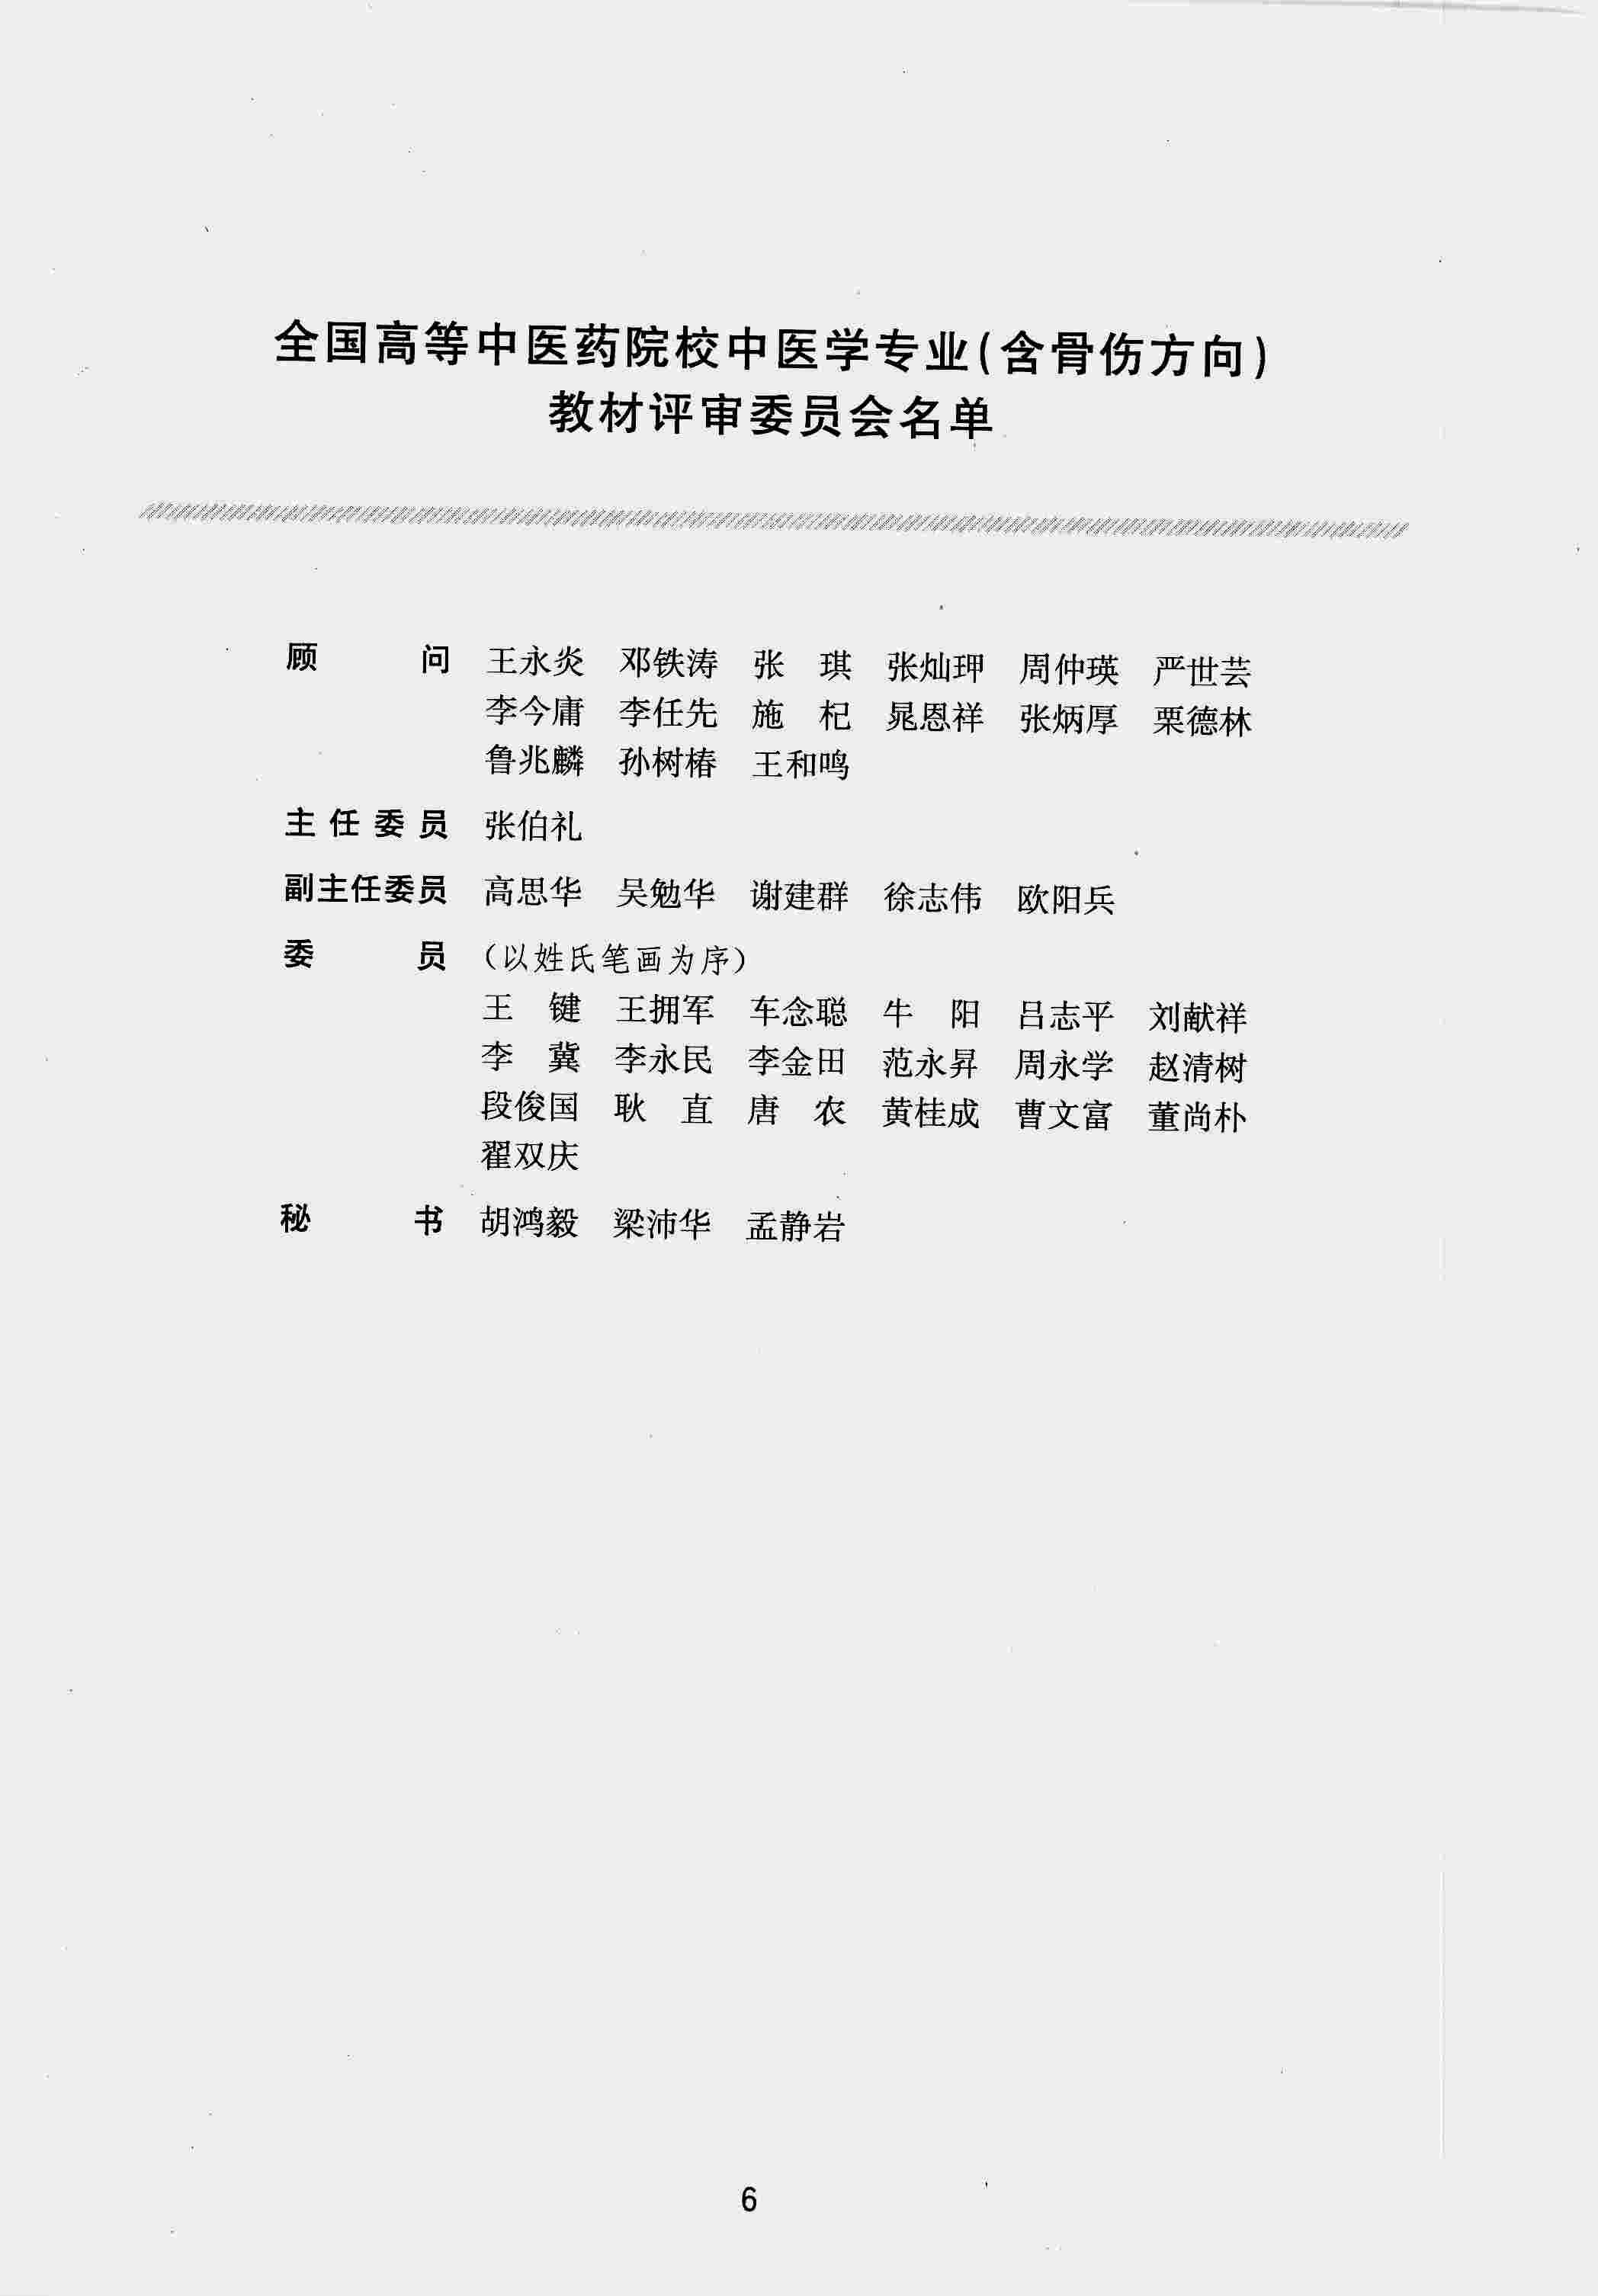 全国高等中医药院校中医学专业(含骨伤方向)
教材评审委员会名单
顾 问 王永炎 邓铁涛 张 琪 张灿玾 周仲瑛 严世芸
李今庸 李任先 施 杞 晁恩祥 张炳厚 栗德林
鲁兆麟 孙树椿 王和鸣
主任委员 张伯礼
副主任委员 高思华 吴勉华 谢建群 徐志伟 欧阳兵
委 员 (以姓氏笔画为序)
王 键 王拥军 车念聪 牛 阳 吕志平 刘献祥
李 冀 李永民 李金田 范永昇 周永学 赵清树
段俊国 耿 直 唐 农 黄桂成 曹文富 董尚朴
翟双庆
秘 书 胡鸿毅 梁沛华 孟静岩
6